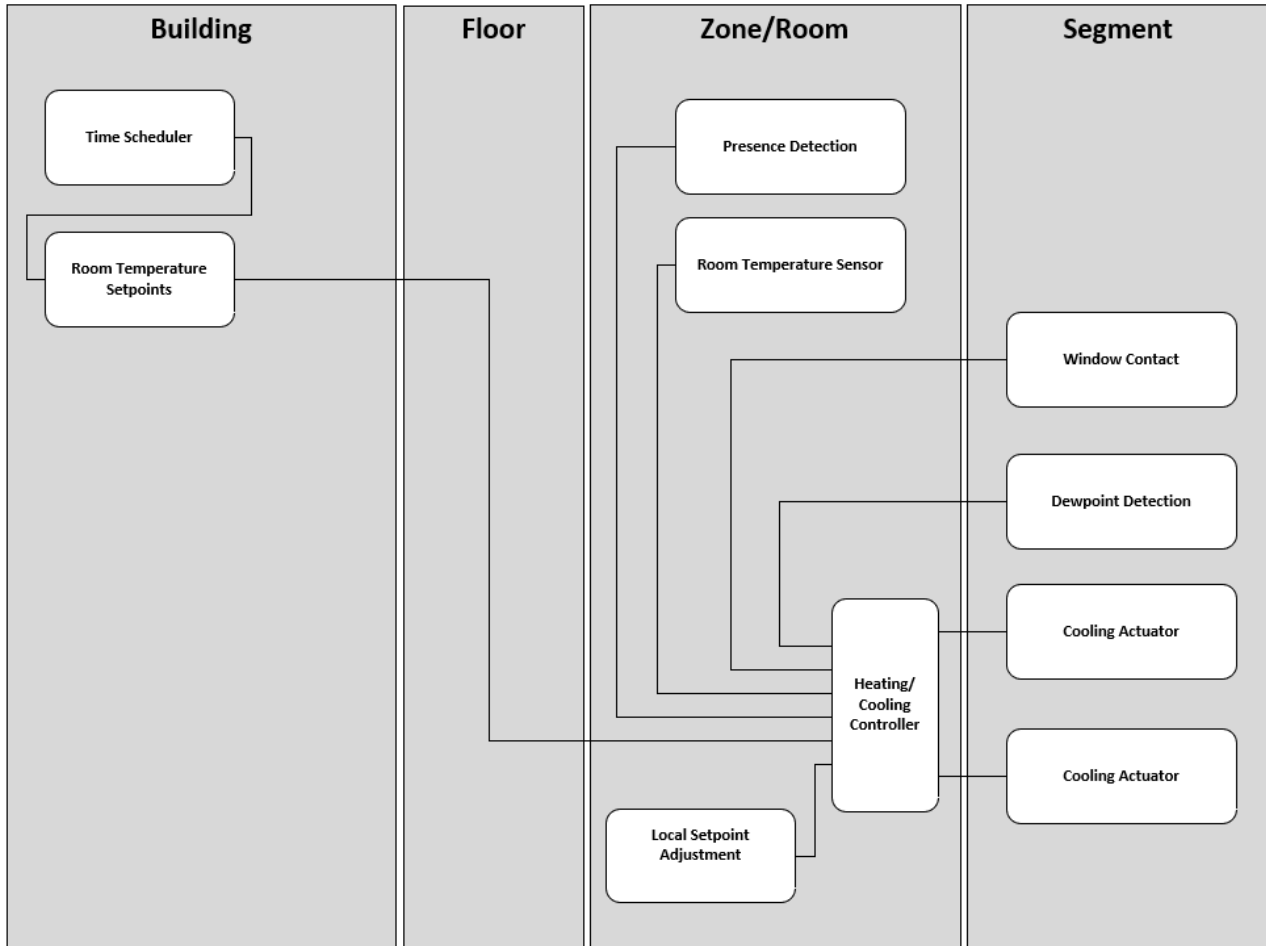 Building
Floor
Zone/Room
Segment
Time Scheduler
Room Temperature
Setpoints
Presence Detection
Room Temperature Sensor
Heating/
Cooling
Controller
Local Setpoint
Adjustment
Window Contact
Dewpoint Detection
Cooling Actuator
Cooling Actuator